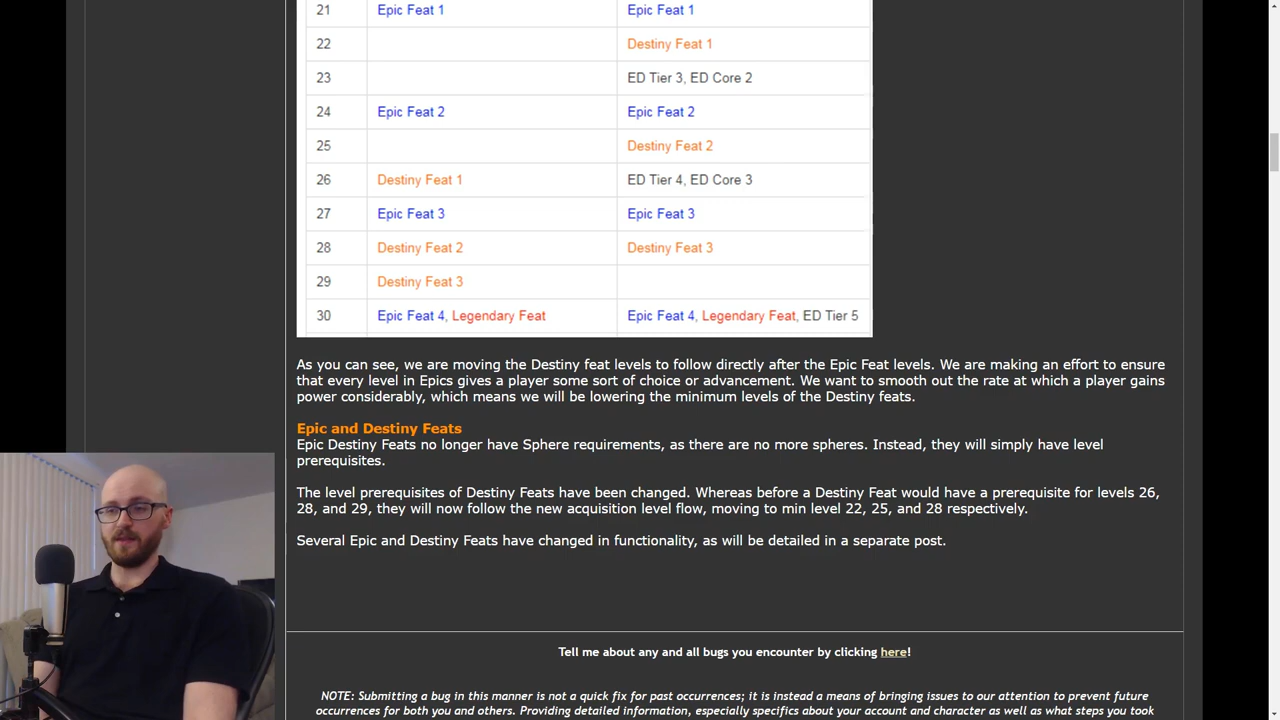 21 Epic Feat 1 Epic Feat 1
22 Destiny Feat 1
23 ED Tier 3, ED Core 2
24 Epic Feat 2 Epic Feat 2
25 Destiny Feat 2
26 Destiny Feat 1 ED Tier 4, ED Core 3
27 Epic Feat 3 Epic Feat 3
28 Destiny Feat 2 Destiny Feat 3
29 Destiny Feat 3
30 Epic Feat 4, Legendary Feat Epic Feat 4, Legendary Feat, ED Tier 5
As you can see, we are moving the Destiny feat levels to follow directly after the Epic Feat levels. We are making an effort to ensure
that every level in Epics gives a player some sort of choice or advancement. We want to smooth out the rate at which a player gains
power considerably, which means we will be lowering the minimum levels of the Destiny feats.
Epic and Destiny Feats
Epic Destiny Feats no longer have Sphere requirements, as there are no more spheres. Instead, they will simply have level
prerequisites.
The level prerequisites of Destiny Feats have been changed. Whereas before a Destiny Feat would have a prerequisite for levels 26,
28, and 29, they will now follow the new acquisition level flow, moving to min level 22, 25, and 28 respectively.
Several Epic and Destiny Feats have changed in functionality, as will be detailed in a separate post.
Tell me about any and all bugs you encounter by clicking here!
NOTE: Submitting a bug in this manner is not a quick fix for past occurrences; it is instead a means of bringing issues to our attention to prevent future
occurrences for both you and others. Providing detailed information, especially specifics about your account and character as well as what steps you took